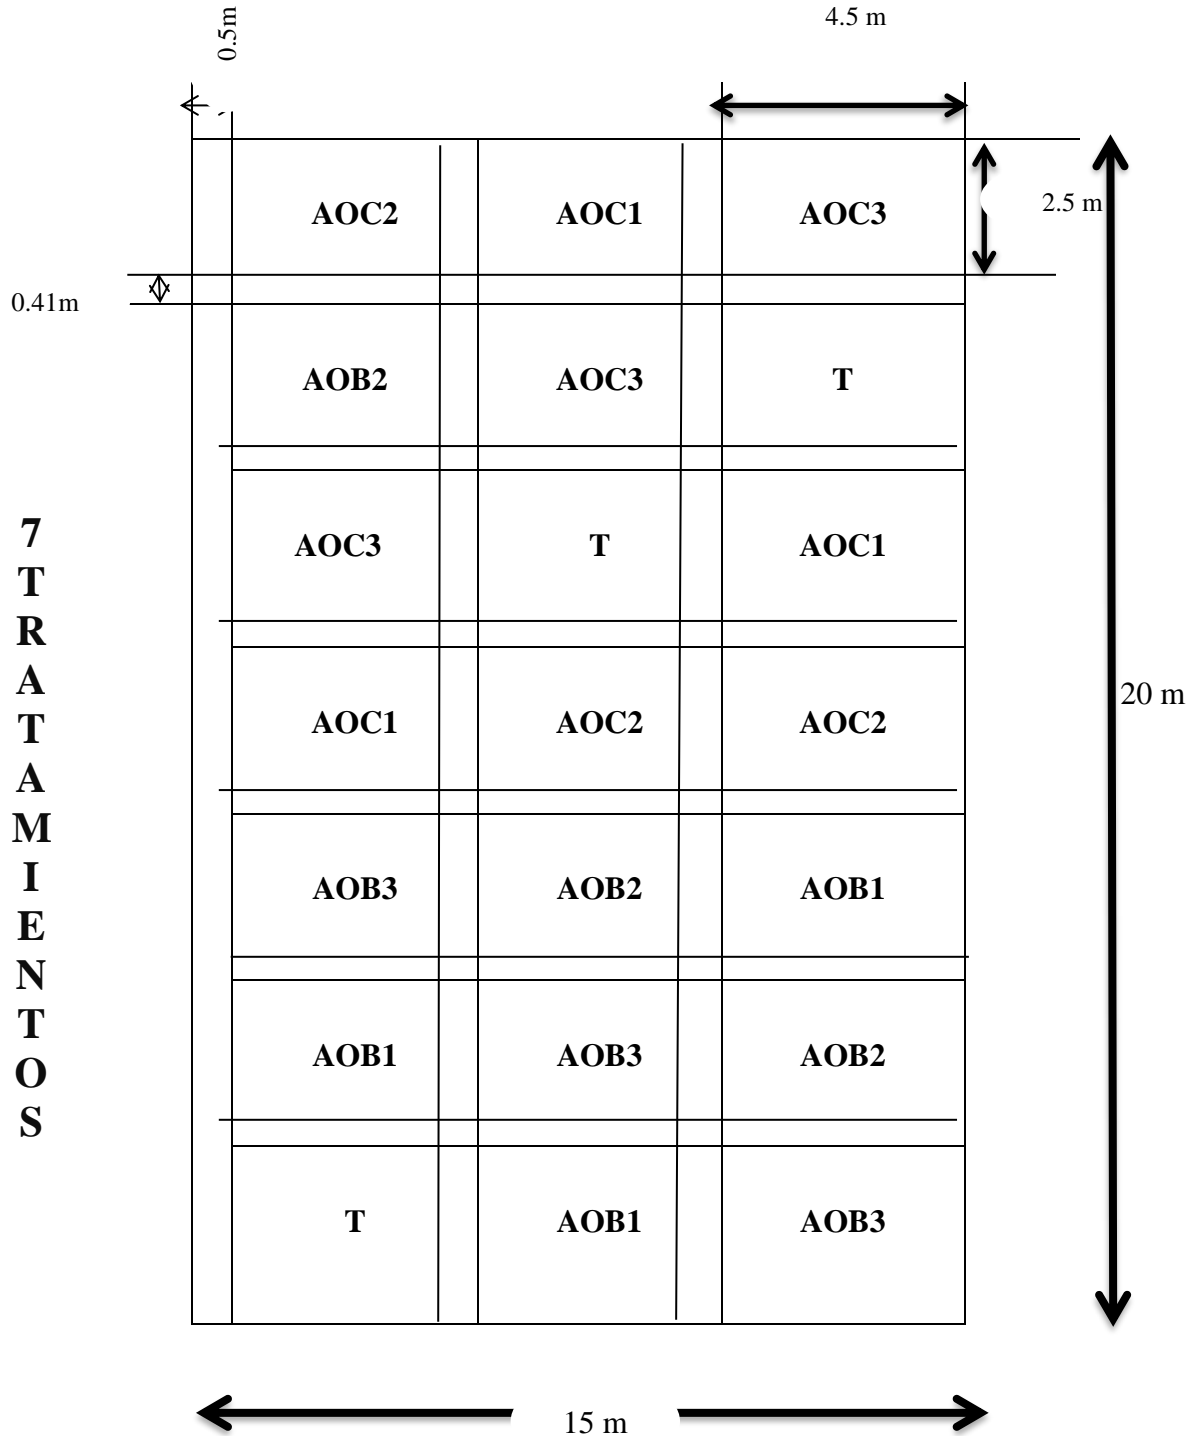 0.5m
4.5 m
AOC2 AOC1 AOC3
2.5 m
0.41m
AOB2 AOC3 T
AOC3 T AOC1
7
T
R
A
T
A
M
I
E
N
T
O
S
20 m
AOC1 AOC2 AOC2
AOB3 AOB2 AOB1
AOB1 AOB3 AOB2
T AOB1 AOB3
15 m